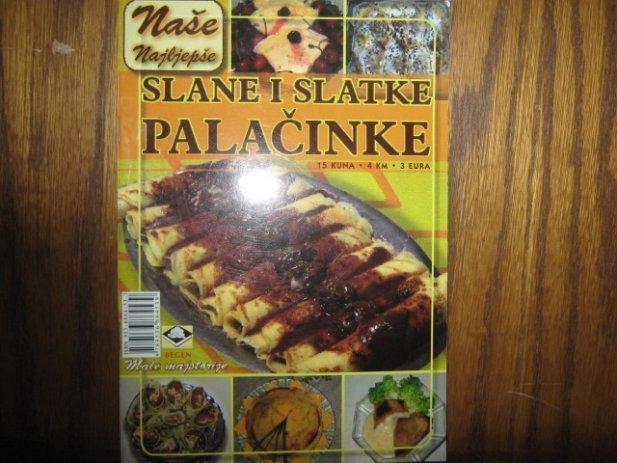 Naše
Najljepše
SLANE I SLATKE
PALAČINKE
15 KUNA • 4 KM • 3 EURA
BEGEN
Male majstorije